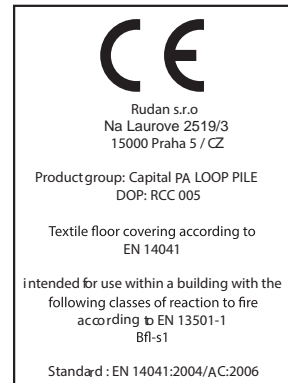 CE
Rudan s.r.o
Na Laurove 2519/3
15000 Praha 5 / CZ
Product group: Capital PA LOOP PILE
DOP: RCC 005
Textile floor covering according to
EN 14041
intended for use within a building with the
following classes of reaction to fire
according to EN 13501-1
Bfl-s1
Standard : EN 14041:2004/AC:2006